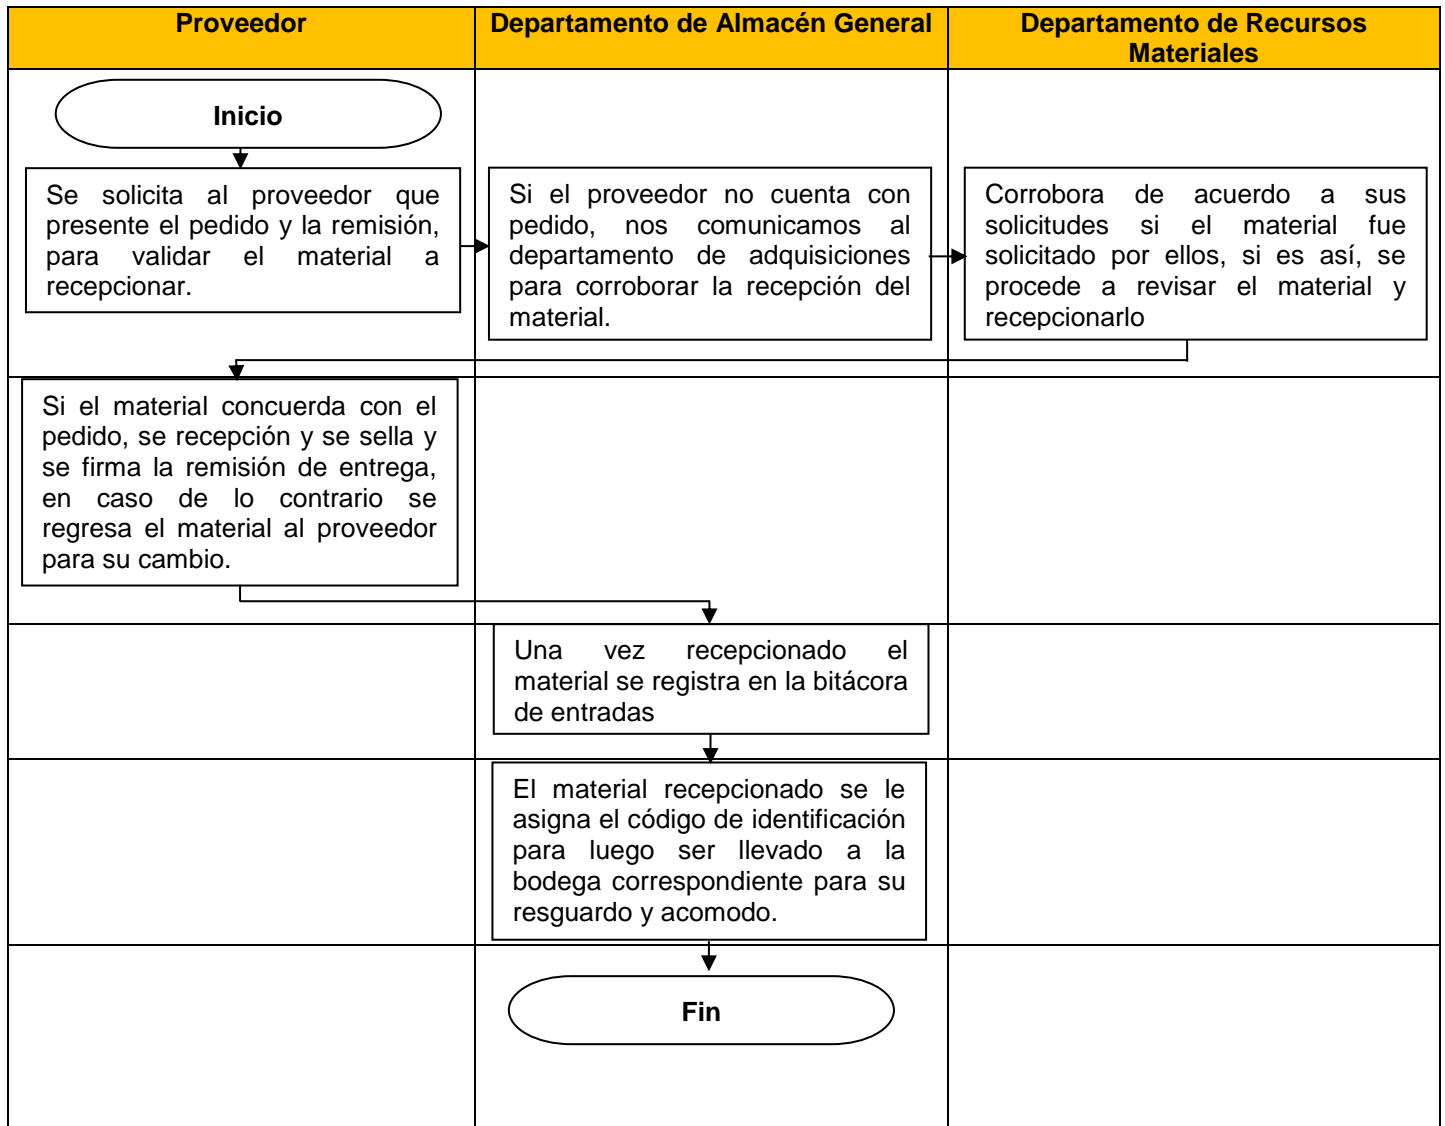 Proveedor
Departamento de Almacén General
Departamento de Recursos
Materiales
Inicio
Se solicita al proveedor que
presente el pedido y la remisión,
para validar el material a
recepcionar.
Si el proveedor no cuenta con
pedido, nos comunicamos al
departamento de adquisiciones
para corroborar la recepción del
material.
Corrobora de acuerdo a sus
solicitudes si el material fue
solicitado por ellos, si es así, se
procede a revisar el material y
recepcionarlo
Si el material concuerda con el
pedido, se recepción y se sella y
se firma la remisión de entrega,
en caso de lo contrario se
regresa el material al proveedor
para su cambio.
Una vez recepcionado el
material se registra en la bitácora
de entradas
El material recepcionado se le
asigna el código de identificación
para luego ser llevado a la
bodega correspondiente para su
resguardo y acomodo.
Fin